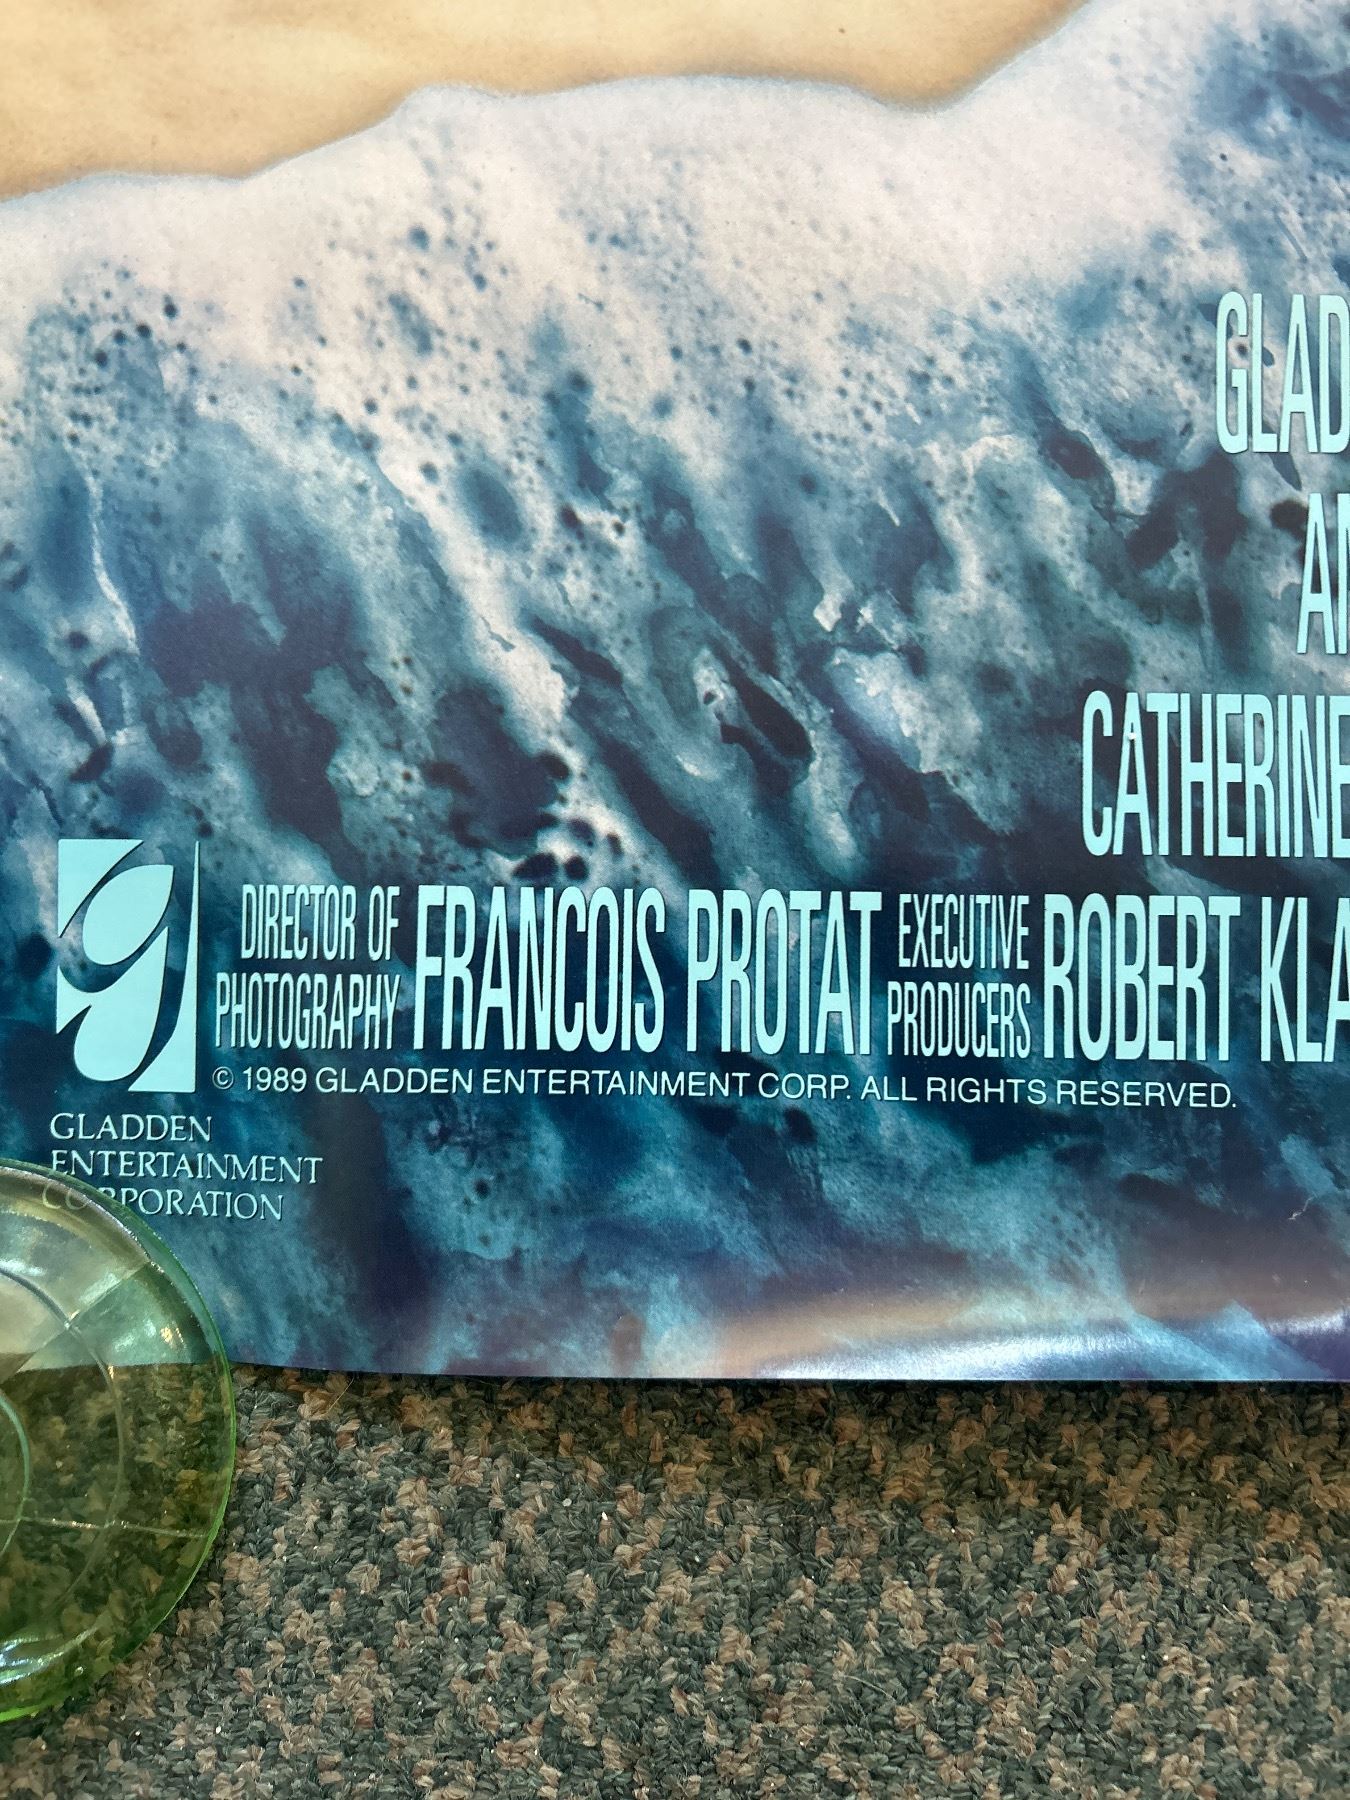 GLAD
AN
CATHERINE
DIRECTOR OF PHOTOGRAPHY FRANCOIS PROTAT EXECUTIVE PRODUCERS ROBERT KLA
© 1989 GLADDEN ENTERTAINMENT CORP. ALL RIGHTS RESERVED.
GLADDEN
ENTERTAINMENT
CORPORATION